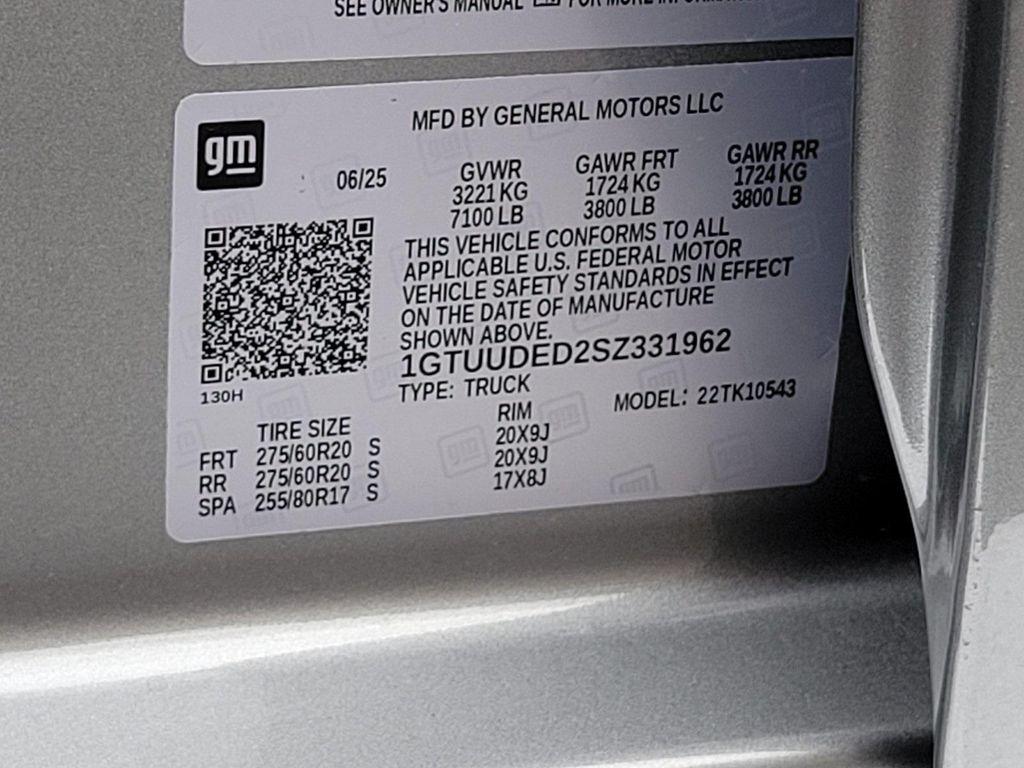 SEE OWNER'S MANUAL FOR MORE INFORMATION
MFD BY GENERAL MOTORS LLC
gm
06/25
GVWR GAWR FRT GAWR RR
3221 KG 1724 KG 1724 KG
7100 LB 3800 LB 3800 LB
THIS VEHICLE CONFORMS TO ALL
APPLICABLE U.S. FEDERAL MOTOR
VEHICLE SAFETY STANDARDS IN EFFECT
ON THE DATE OF MANUFACTURE
SHOWN ABOVE.
1GTUUDED2SZ331962
TYPE: TRUCK
MODEL: 22TK10543
130H
TIRE SIZE RIM
FRT 275/60R20 S 20X9J
RR 275/60R20 S 20X9J
SPA 255/80R17 S 17X8J